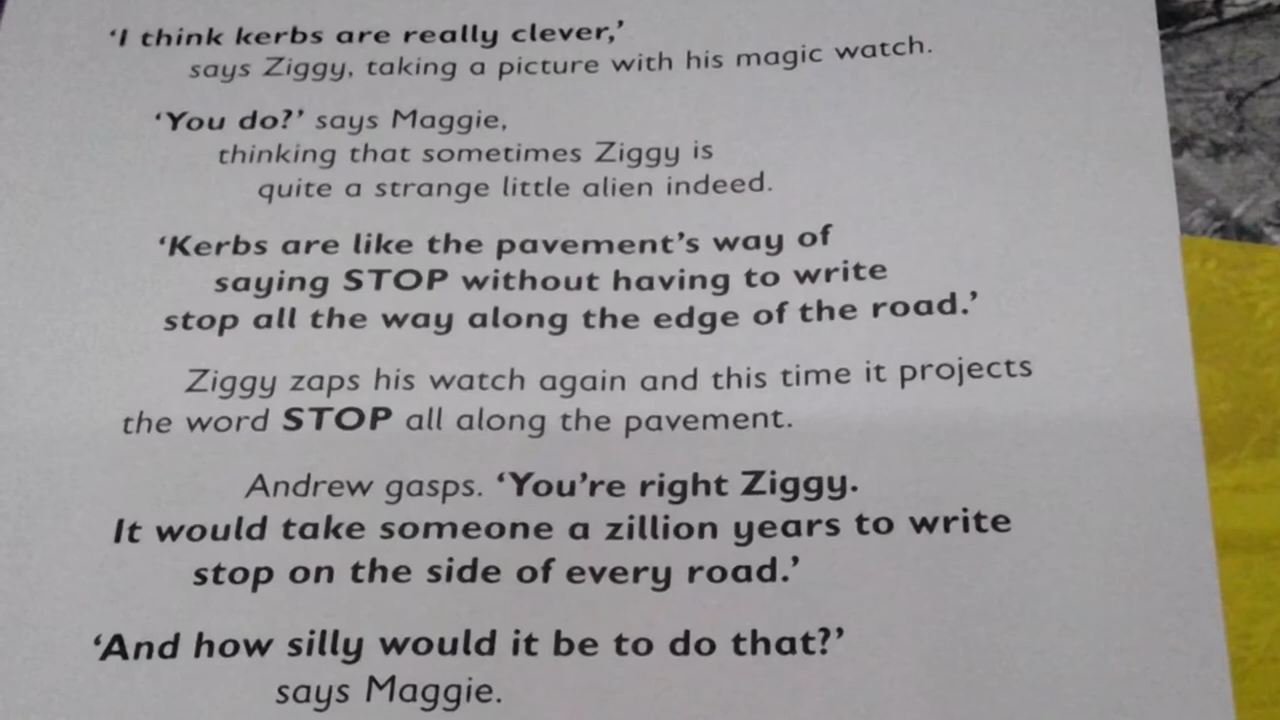 ‘I think kerbs are really clever,’
says Ziggy, taking a picture with his magic watch.
‘You do?’ says Maggie,
thinking that sometimes Ziggy is
quite a strange little alien indeed.
‘Kerbs are like the pavement’s way of
saying STOP without having to write
stop all the way along the edge of the road.’
Ziggy zaps his watch again and this time it projects
the word STOP all along the pavement.
Andrew gasps. ‘You’re right Ziggy.
It would take someone a zillion years to write
stop on the side of every road.’
‘And how silly would it be to do that?’
says Maggie.